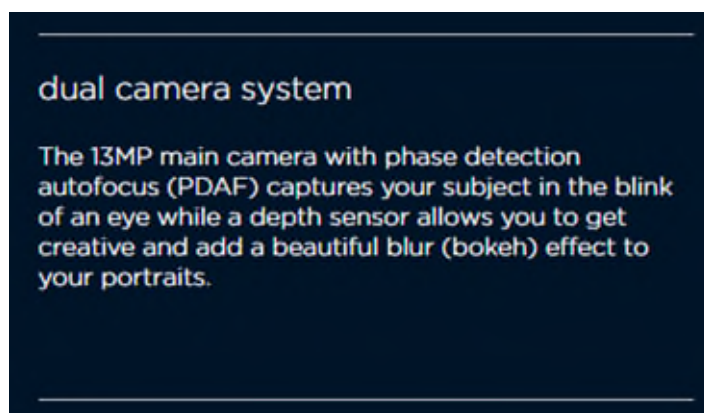 dual camera system
The 13MP main camera with phase detection
autofocus (PDAF) captures your subject in the blink
of an eye while a depth sensor allows you to get
creative and add a beautiful blur (bokeh) effect to
your portraits.